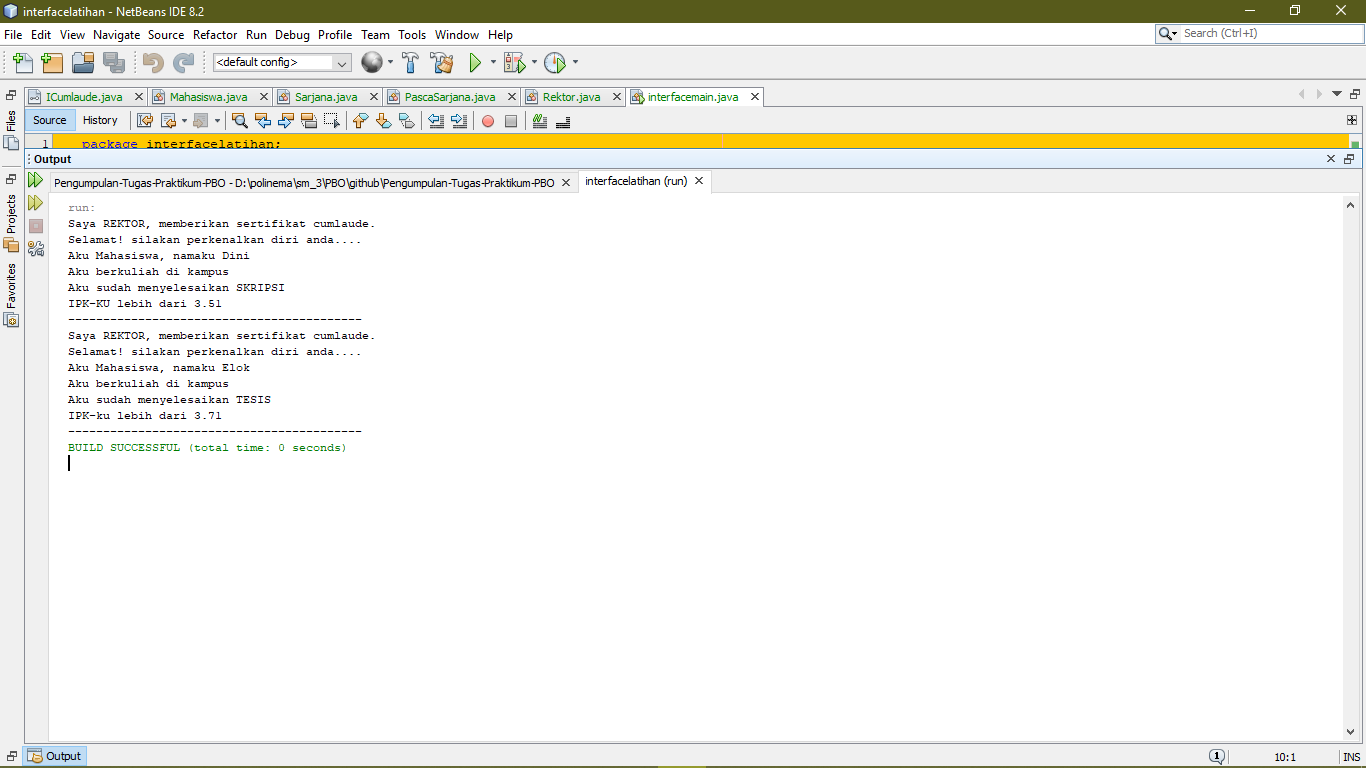 interfacelatihan - NetBeans IDE 8.2
File Edit View Navigate Source Refactor Run Debug Profile Team Tools Window Help
Search (Ctrl+I)
<default config>
ICumlaude.java Mahasiswa.java Sarjana.java PascaSarjana.java Rektor.java interfacemain.java
Files
Projects
Favorites
Source History
1 package interfacelatihan;
Output
Pengumpulan-Tugas-Praktikum-PBO - D:\polinema\sm_3\PBO\github\Pengumpulan-Tugas-Praktikum-PBO interfacelatihan (run)
run:
Saya REKTOR, memberikan sertifikat cumlaude.
Selamat! silakan perkenalkan diri anda....
Aku Mahasiswa, namaku Dini
Aku berkuliah di kampus
Aku sudah menyelesaikan SKRIPSI
IPK-KU lebih dari 3.51
------------------------------------------
Saya REKTOR, memberikan sertifikat cumlaude.
Selamat! silakan perkenalkan diri anda....
Aku Mahasiswa, namaku Elok
Aku berkuliah di kampus
Aku sudah menyelesaikan TESIS
IPK-ku lebih dari 3.71
------------------------------------------
BUILD SUCCESSFUL (total time: 0 seconds)
Output
1 10:1 INS